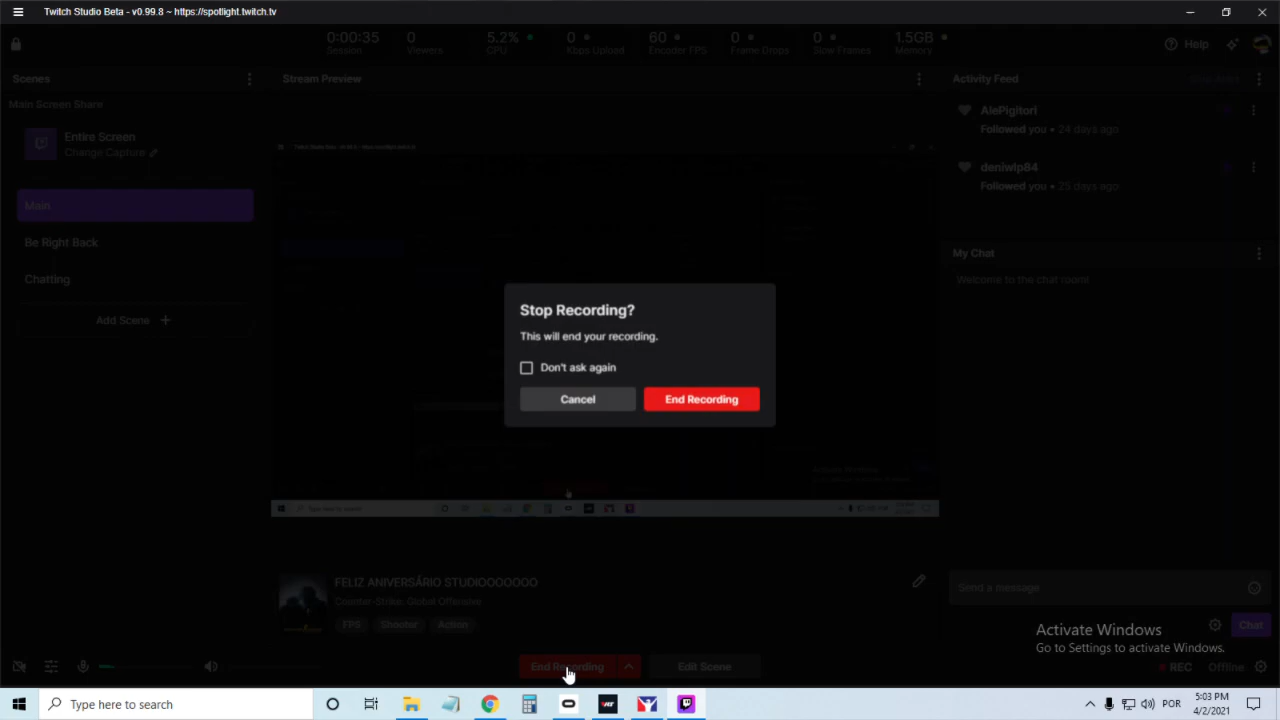 Twitch Studio Beta - v0.99.8 ~ https://spotlight.twitch.tv
0:00:35
Session
0
Viewers
5.2%
CPU
0
Kbps Upload
60
Encoder FPS
0
Frame Drops
0
Slow Frames
1.5GB
Memory
Help
Scenes
Stream Preview
Activity Feed
Main Screen Share
Entire Screen
Change Capture
Main
Be Right Back
Chatting
Add Scene +
AlePigitori
Followed you • 24 days ago
deniwlp84
Followed you • 25 days ago
My Chat
Welcome to the chat room!
Stop Recording?
This will end your recording.
Don't ask again
Cancel
End Recording
FELIZ ANIVERSÁRIO STUDIOOOOOOO
Counter-Strike: Global Offensive
FPS
Shooter
Action
Send a message
Chat
Activate Windows
Go to Settings to activate Windows.
End Recording
Edit Scene
REC
Offline
Type here to search
POR
5:03 PM
4/2/2021